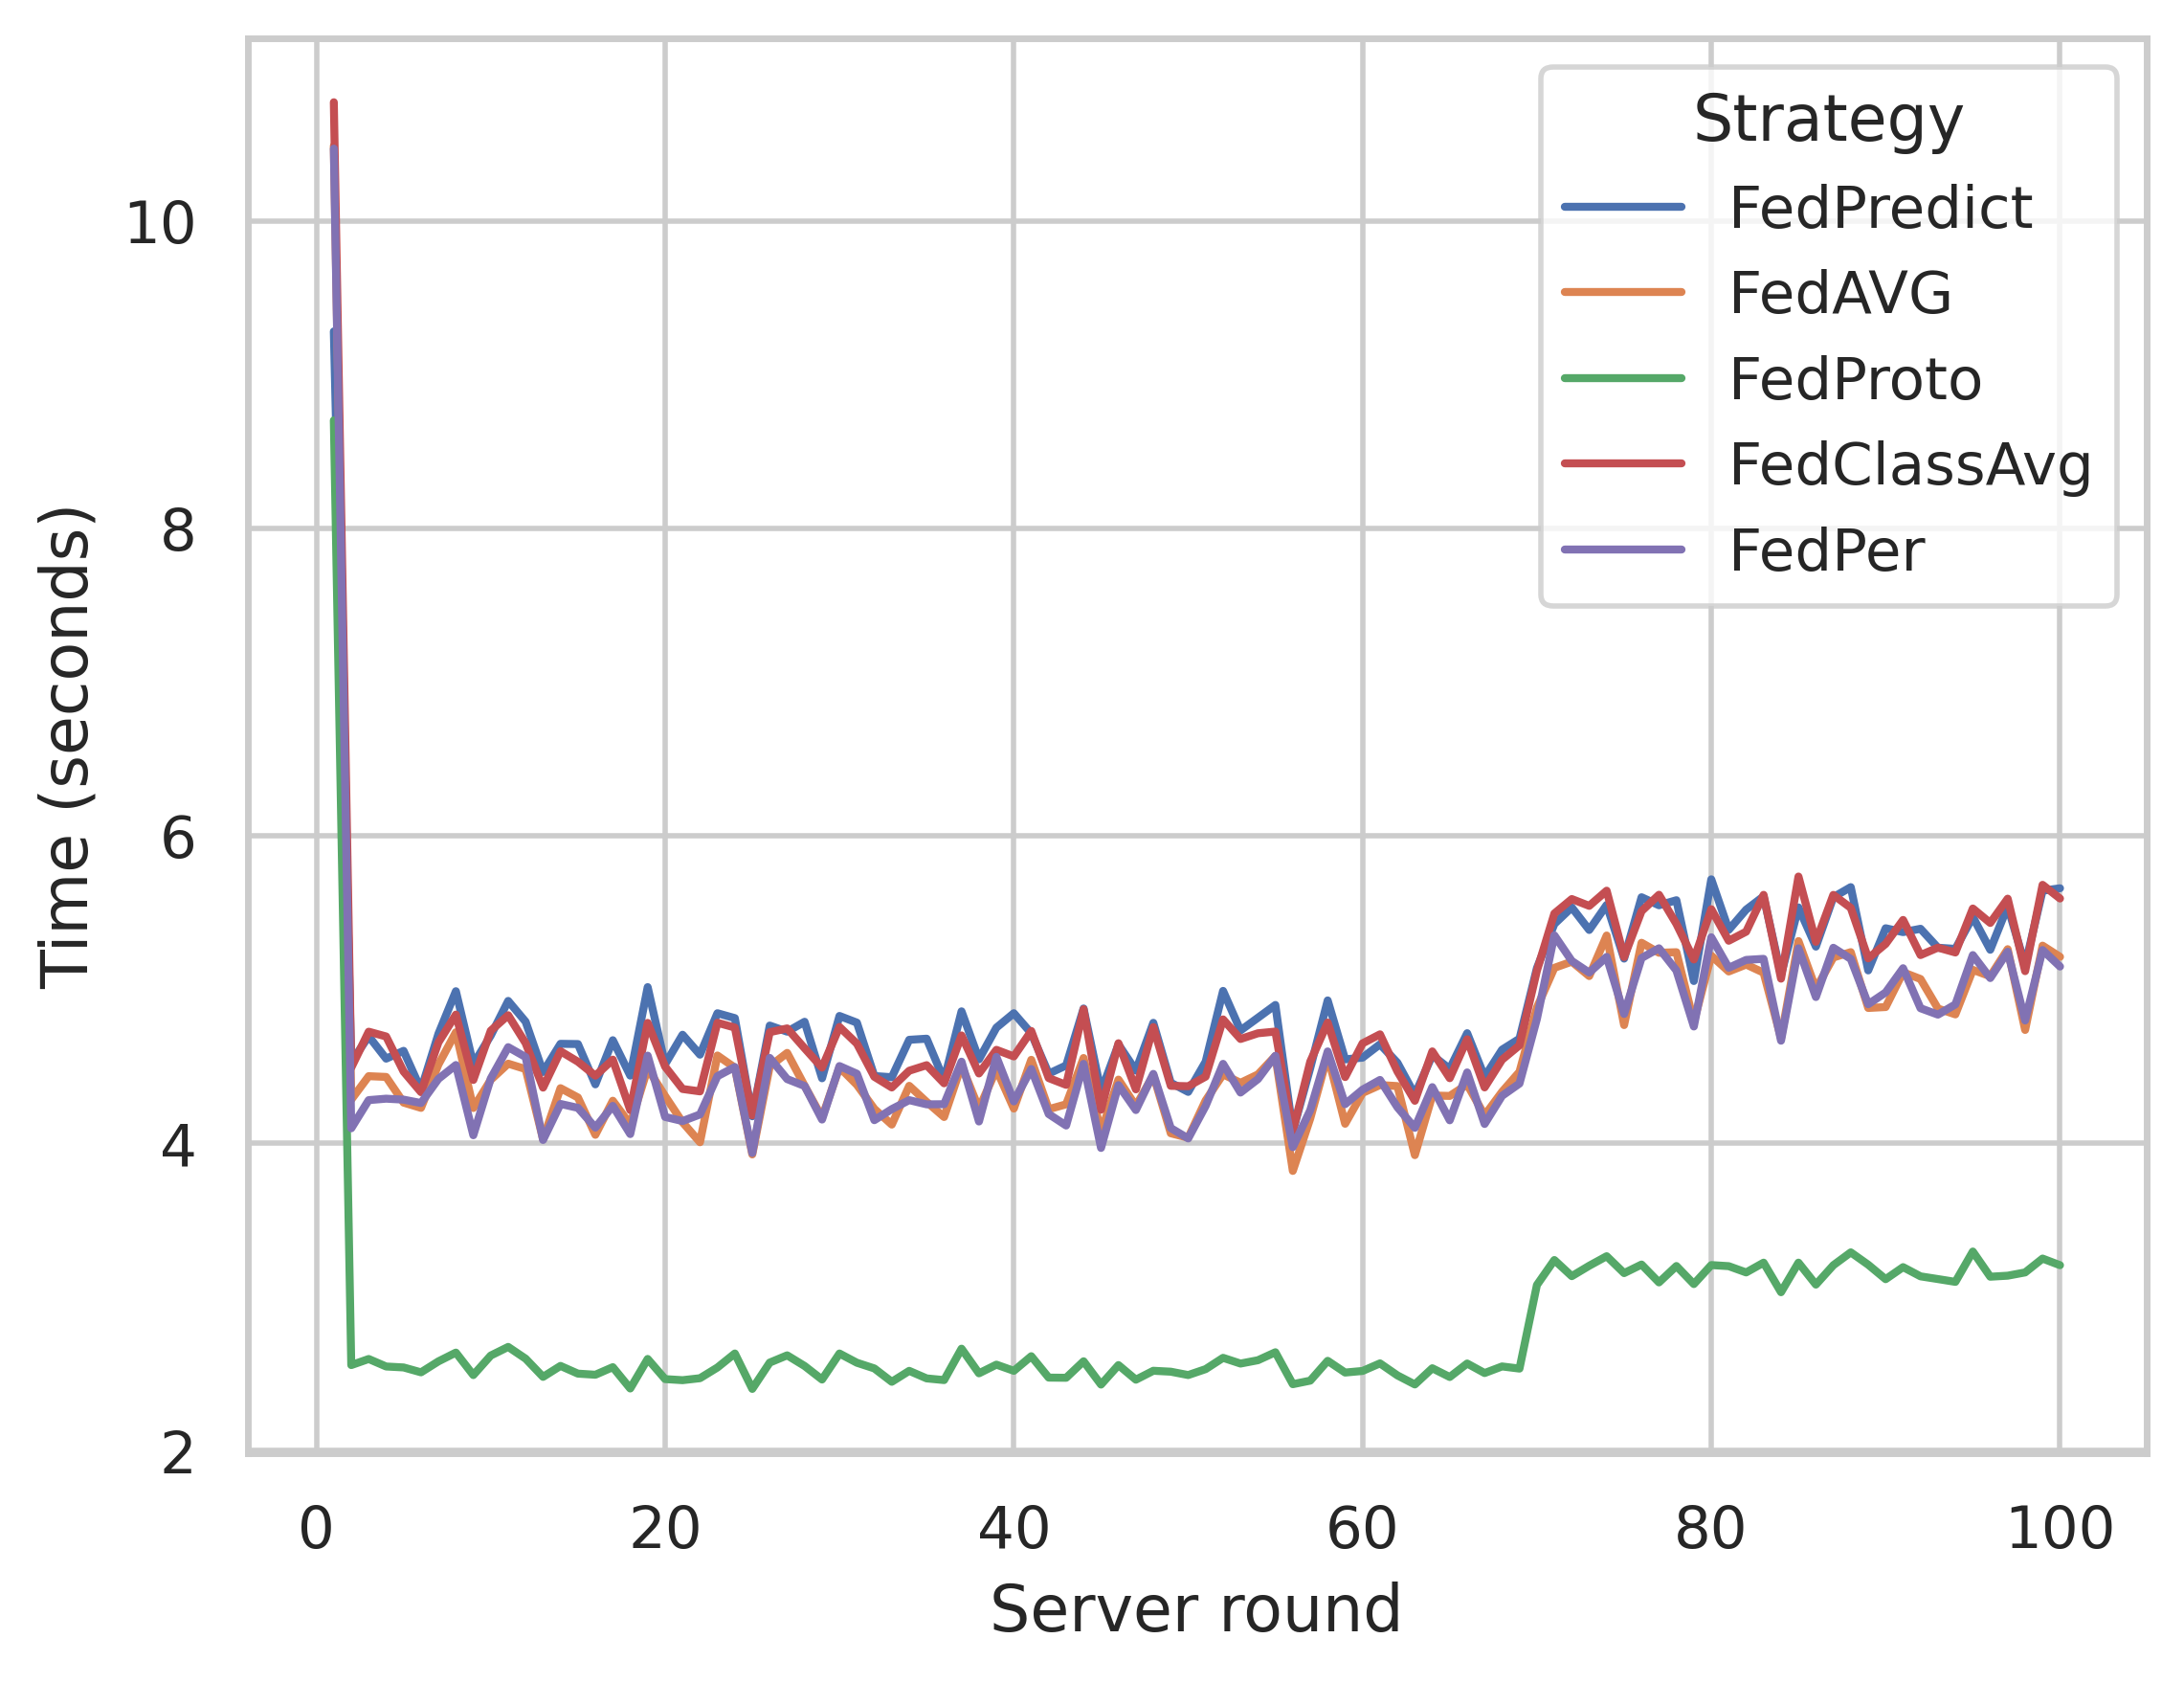 Strategy
FedPredict
FedAVG
FedProto
FedClassAvg
FedPer
10
8
6
4
2
Time (seconds)
0 20 40 60 80 100
Server round